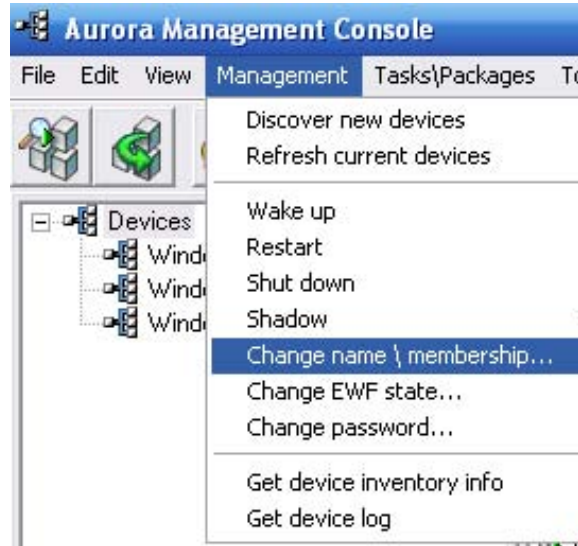 Aurora Management Console
File Edit View Management Tasks\Packages
Discover new devices
Refresh current devices
Devices
Wake up
Restart
Shut down
Shadow
Change name \ membership...
Change EWF state...
Change password...
Get device inventory info
Get device log